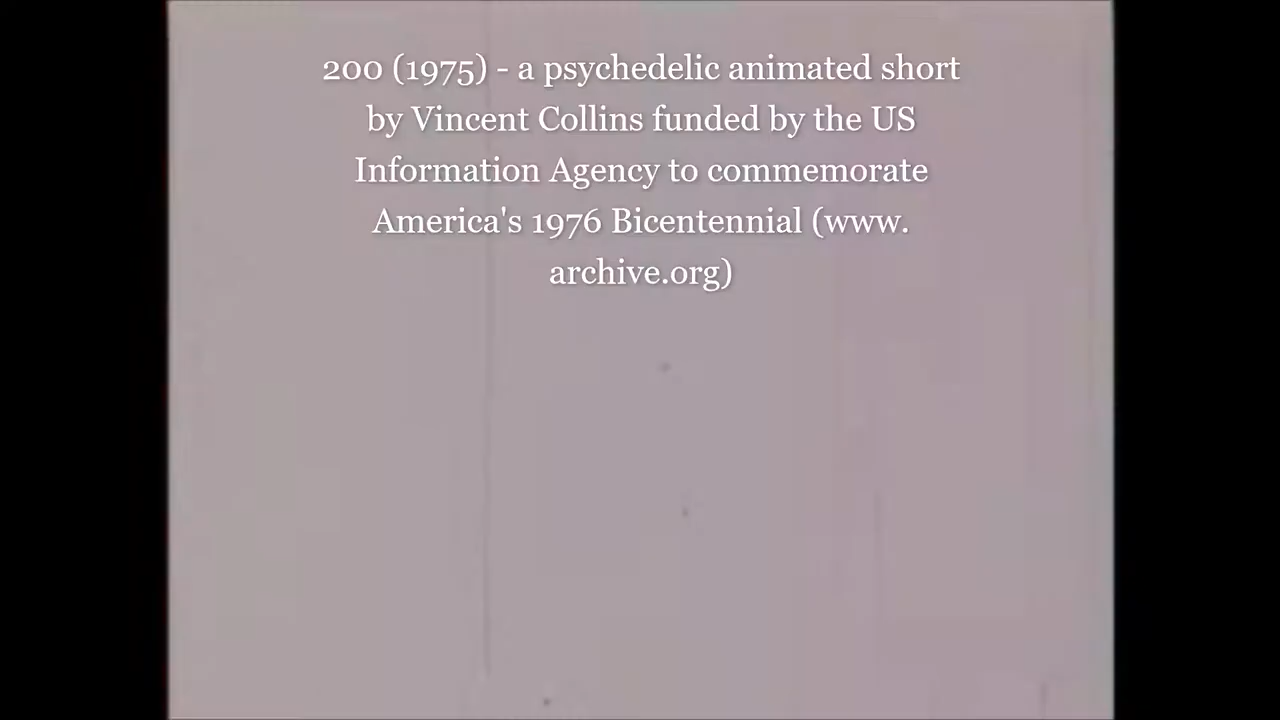 200 (1975) - a psychedelic animated short
by Vincent Collins funded by the US
Information Agency to commemorate
America's 1976 Bicentennial (www.
archive.org)